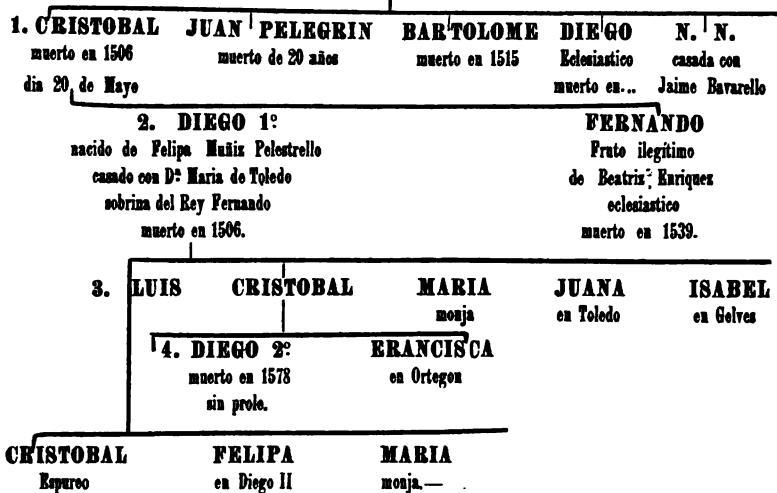 1. CRISTOBAL JUAN PELEGRIN BARTOLOME DIEGO N. N.
muerto en 1506 muerto de 20 años muerto en 1515 Eclesiastico casada con
dia 20 de Mayo muerto en... Jaime Bavarello
2. DIEGO 1º FERNANDO
nacido de Felipa Muñiz Pelestrello Fruto ilegítimo
casado con Dª Maria de Toledo de Beatriz Enriquez
sobrina del Rey Fernando eclesiastico
muerto en 1506. muerto en 1539.
3. LUIS CRISTOBAL MARIA JUANA ISABEL
monja en Toledo en Gelves
4. DIEGO 2º ERANCISCA
muerto en 1578 en Ortegon
sin prole.
CRISTOBAL FELIPA MARIA
Espureo en Diego II monja.—